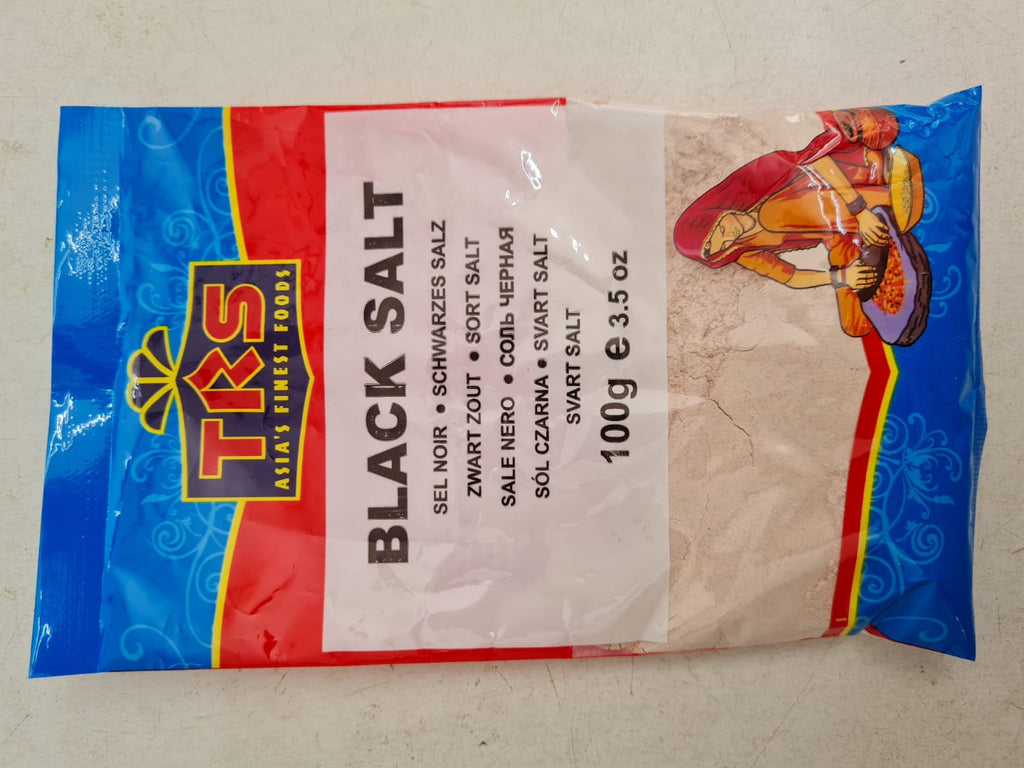 TRS
ASIA'S FINEST FOODS
BLACK SALT
SEL NOIR • SCHWARZES SALZ
ZWART ZOUT • SORT SALT
SALE NERO • СОПЬ ЧЕРНАЯ
SÓL CZARNA • SVART SALT
SVART SALT
100g e 3.5 oz